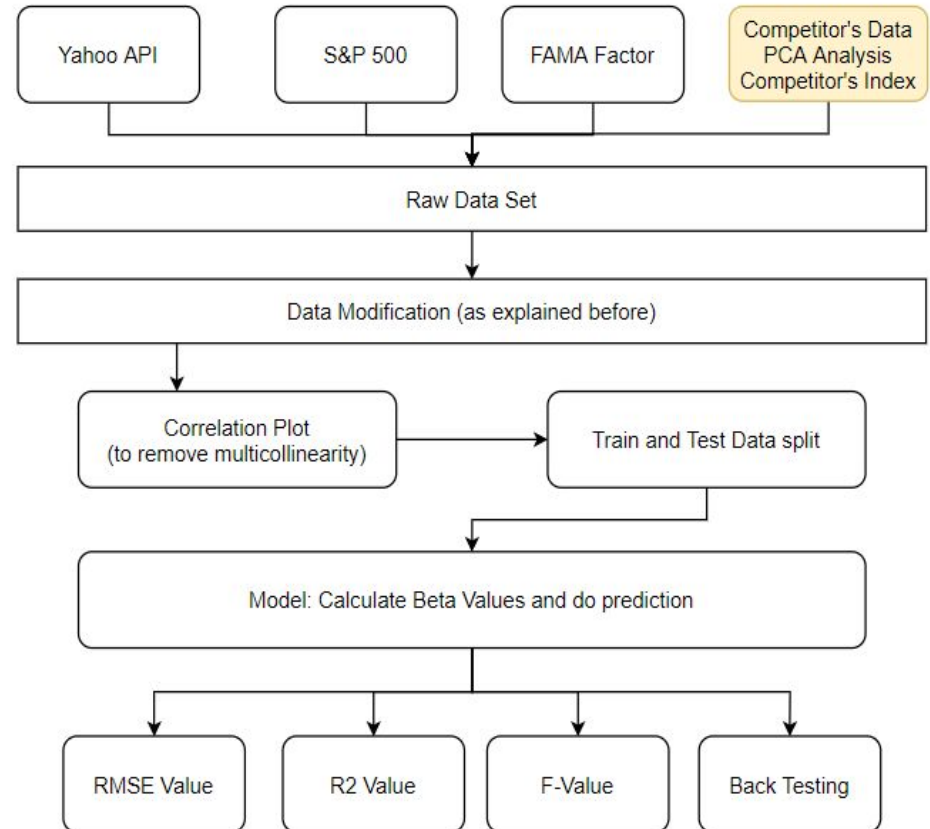 Yahoo API
S&P 500
FAMA Factor
Competitor's Data
PCA Analysis
Competitor's Index
Raw Data Set
Data Modification (as explained before)
Correlation Plot
(to remove multicollinearity)
Train and Test Data split
Model: Calculate Beta Values and do prediction
RMSE Value
R2 Value
F-Value
Back Testing